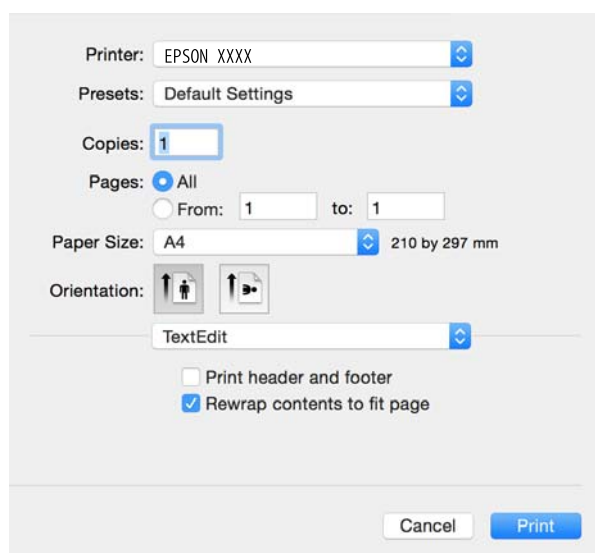 Printer: EPSON XXXX
Presets: Default Settings
Copies: 1
Pages: All
From: 1 to: 1
Paper Size: A4 210 by 297 mm
Orientation:
TextEdit
Print header and footer
Rewrap contents to fit page
Cancel Print